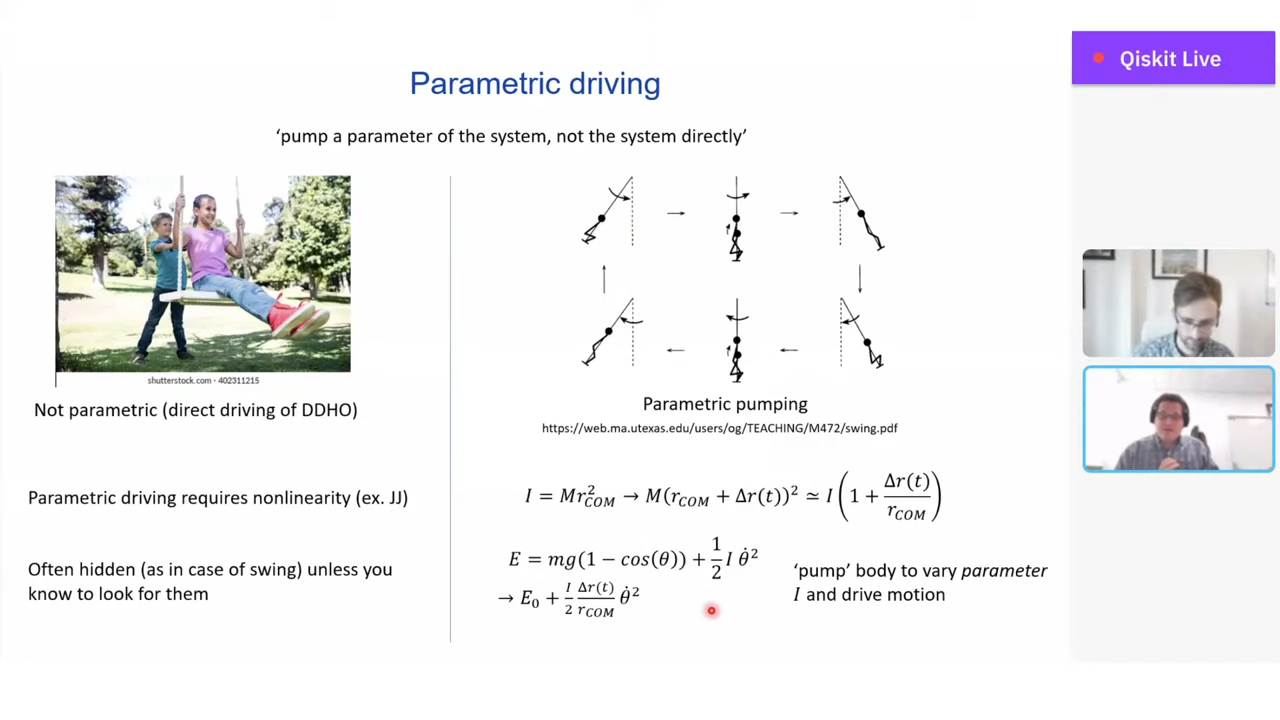 Qiskit Live
Parametric driving
‘pump a parameter of the system, not the system directly’
shutterstock.com · 402311215
Not parametric (direct driving of DDHO)
Parametric driving requires nonlinearity (ex. JJ)
Often hidden (as in case of swing) unless you
know to look for them
Parametric pumping
https://web.ma.utexas.edu/users/og/TEACHING/M472/swing.pdf
I = Mr²_COM → M(r_COM + Δr(t))² ≃ I(1 + Δr(t)/r_COM)
E = mg(1 − cos(θ)) + 1/2 I θ̇²
→ E₀ + I/2 Δr(t)/r_COM θ̇²
‘pump’ body to vary parameter
I and drive motion